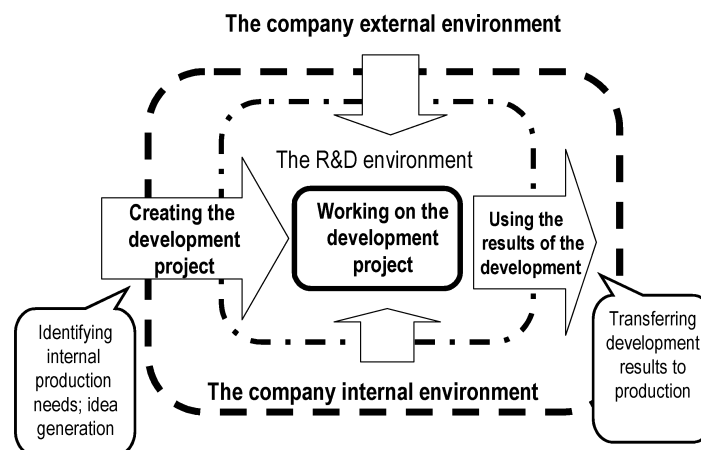 The company external environment
The R&D environment
Creating the
development
project
Working on the
development
project
Using the
results of the
development
Identifying
internal
production
needs; idea
generation
Transferring
development
results to
production
The company internal environment